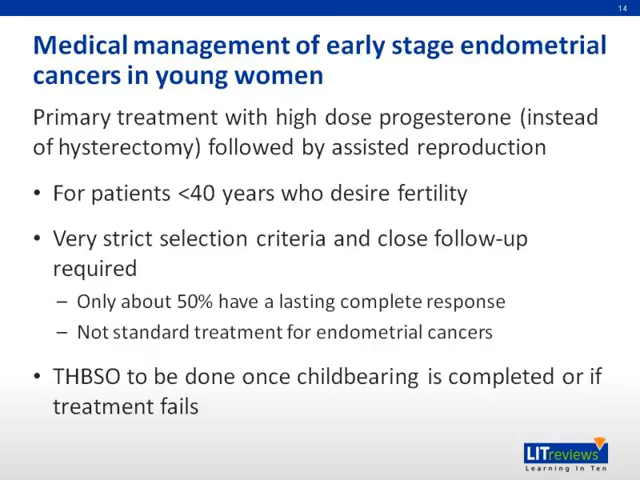 14
Medical management of early stage endometrial
cancers in young women
Primary treatment with high dose progesterone (instead
of hysterectomy) followed by assisted reproduction
• For patients <40 years who desire fertility
• Very strict selection criteria and close follow-up
required
– Only about 50% have a lasting complete response
– Not standard treatment for endometrial cancers
• THBSO to be done once childbearing is completed or if
treatment fails
LITreviews
Learning In Ten